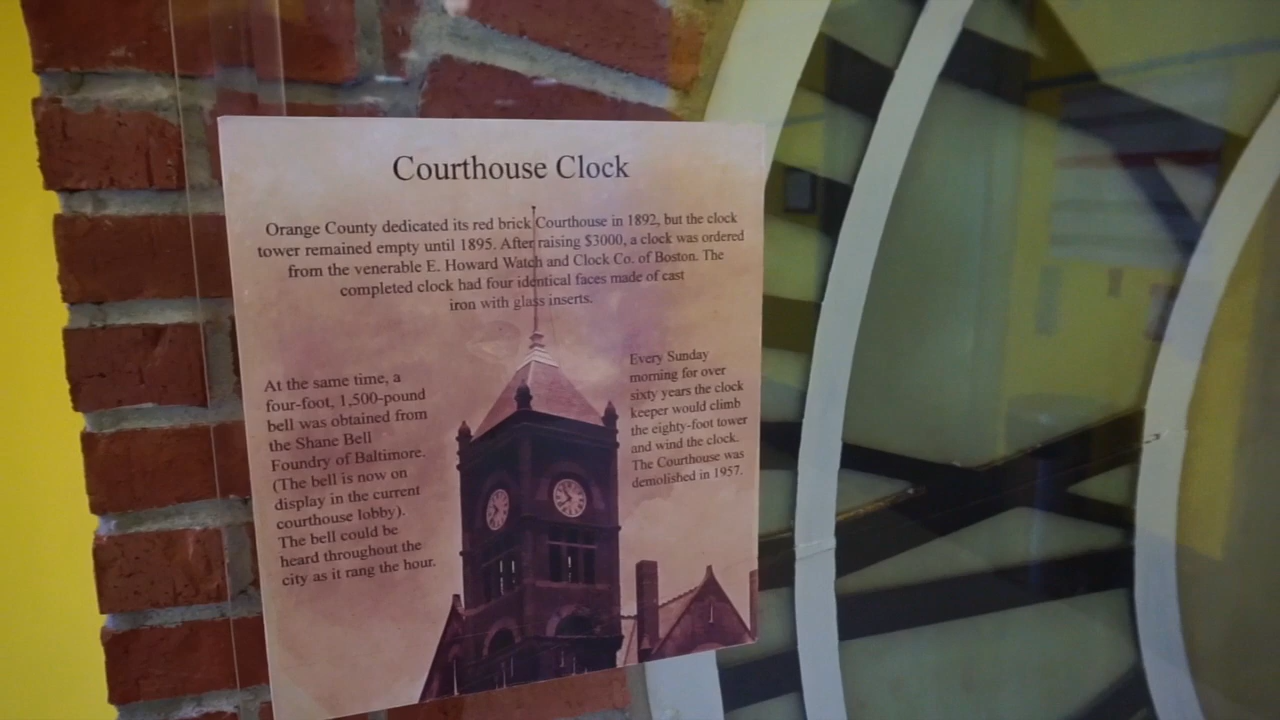 Courthouse Clock
Orange County dedicated its red brick Courthouse in 1892, but the clock
tower remained empty until 1895. After raising $3000, a clock was ordered
from the venerable E. Howard Watch and Clock Co. of Boston. The
completed clock had four identical faces made of cast
iron with glass inserts.
At the same time, a
four-foot, 1,500-pound
bell was obtained from
the Shane Bell
Foundry of Baltimore.
(The bell is now on
display in the current
courthouse lobby).
The bell could be
heard throughout the
city as it rang the hour.
Every Sunday
morning for over
sixty years the clock
keeper would climb
the eighty-foot tower
and wind the clock.
The Courthouse was
demolished in 1957.